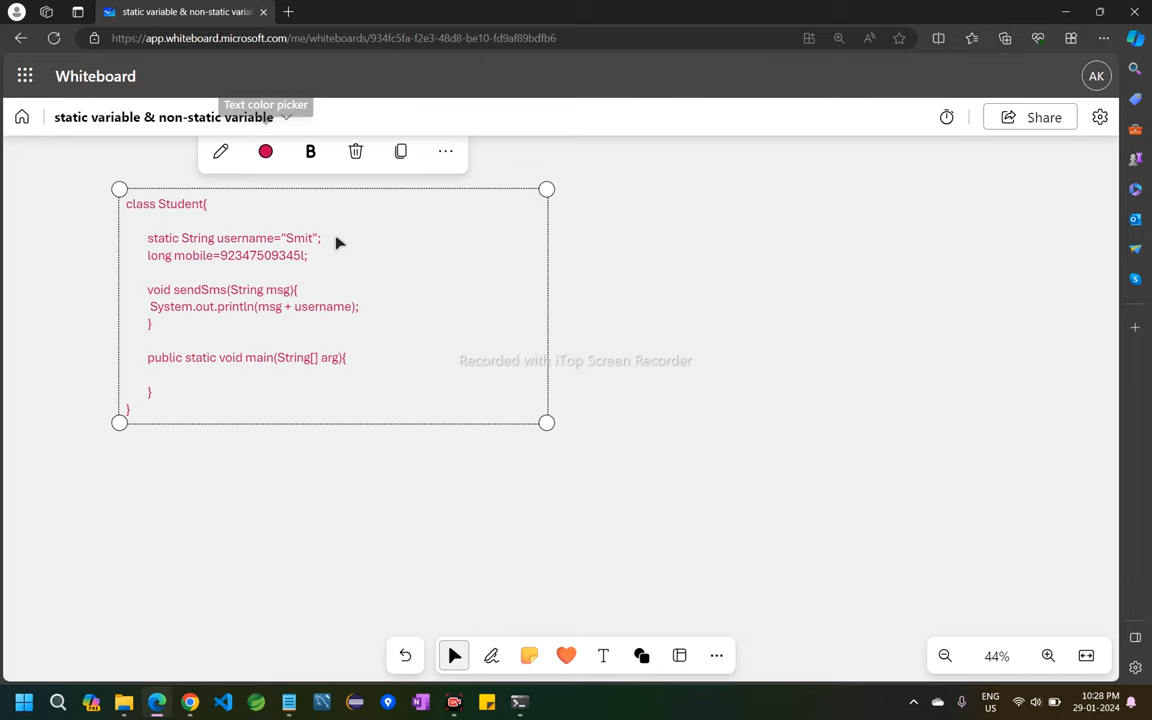 static variable & non-static varial
https://app.whiteboard.microsoft.com/me/whiteboards/934fc5fa-f2e3-48d8-be10-fd9af89bdfb6
Whiteboard
AK
Text color picker
static variable & non-static variable
Share
B
class Student{
static String username="Smit";
long mobile=92347509345l;
void sendSms(String msg){
System.out.println(msg + username);
}
public static void main(String[] arg){
Recorded with iTop Screen Recorder
}
}
44%
ENG
US
10:28 PM
29-01-2024